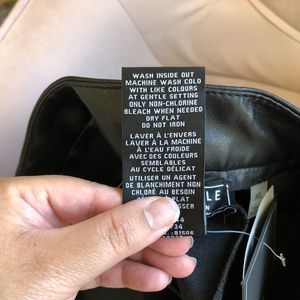 WASH INSIDE OUT
MACHINE WASH COLD
WITH LIKE COLOURS
AT GENTLE SETTING
ONLY NON-CHLORINE
BLEACH WHEN NEEDED
DRY FLAT
DO NOT IRON
LAVER À L'ENVERS
LAVER À LA MACHINE
À L'EAU FROIDE
AVEC DES COULEURS
SEMBLABLES
AU CYCLE DÉLICAT
UTILISER UN AGENT
DE BLANCHIMENT NON
CHLORÉ AU BESOIN
PLAT